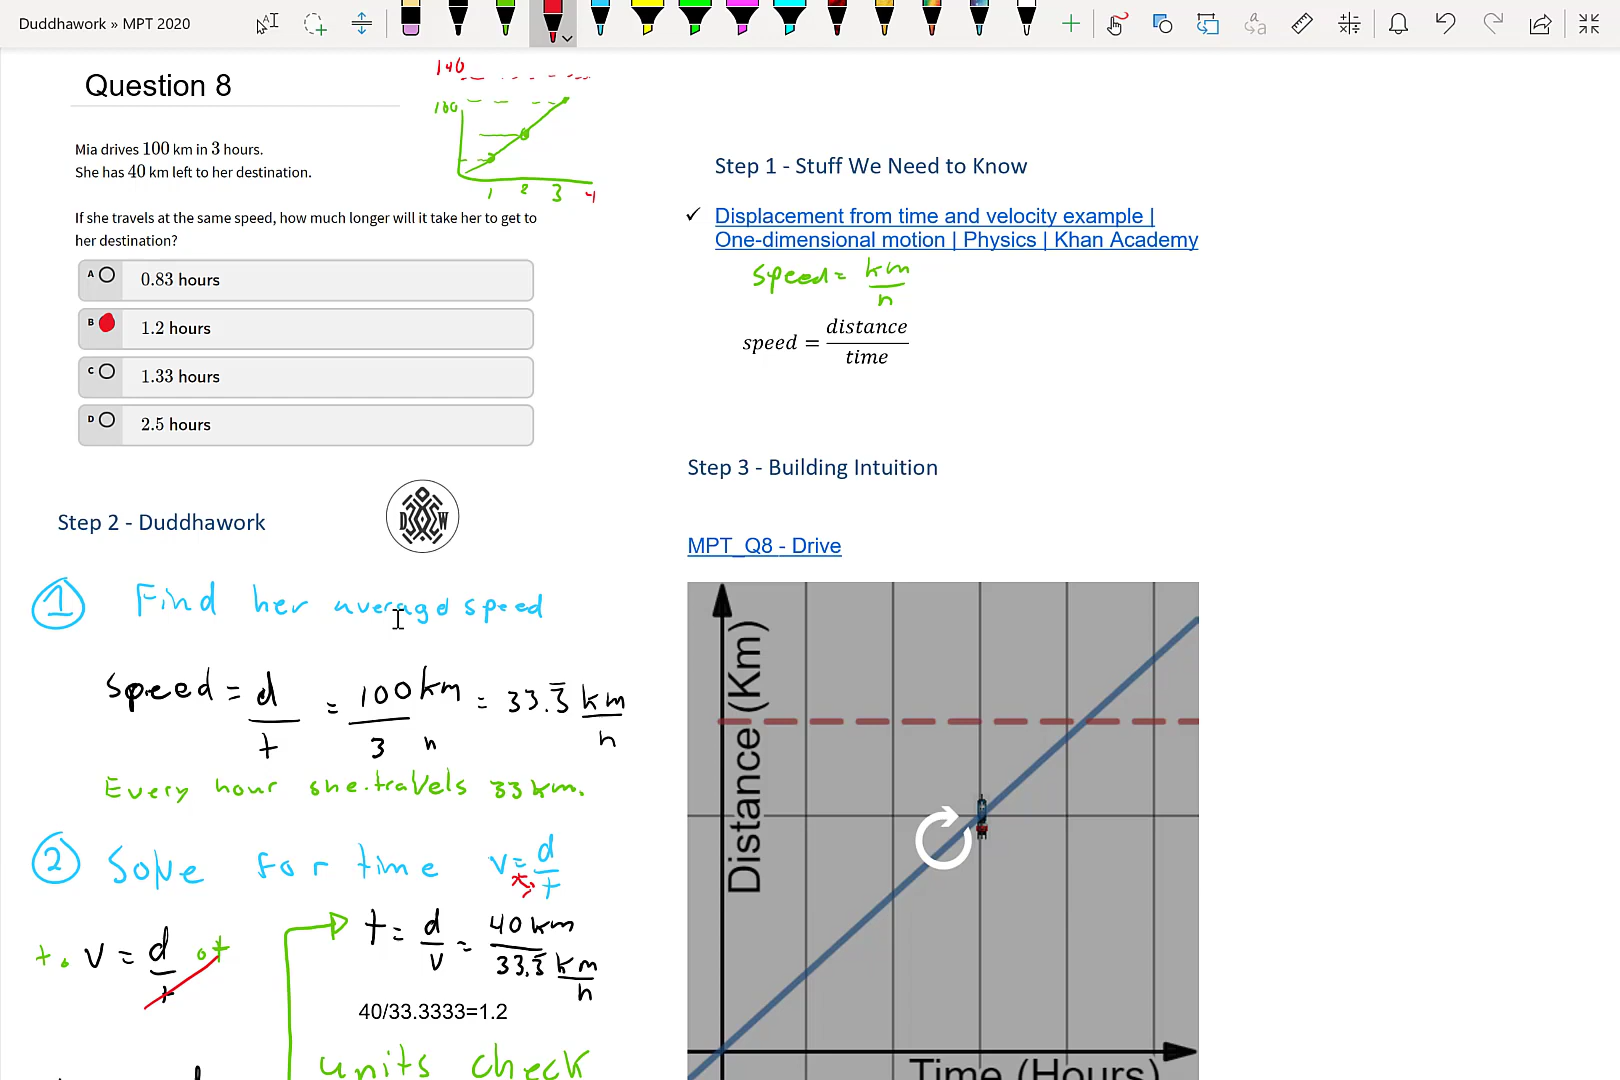 Duddhawork » MPT 2020
Question 8
140
100
1 2 3 4
Mia drives 100 km in 3 hours.
She has 40 km left to her destination.
If she travels at the same speed, how much longer will it take her to get to
her destination?
A 0.83 hours
B 1.2 hours
C 1.33 hours
D 2.5 hours
Step 2 - Duddhawork
D W
① Find her average speed
speed = d/t = 100 km/3 h = 33.3̅ km/h
Every hour she travels 33 km.
② Solve for time v = d/t
t = d/v = 40 km / 33.3̅ km/h
t • v = d/t • t
40/33.3333=1.2
units check
Step 1 - Stuff We Need to Know
✓ Displacement from time and velocity example |
One-dimensional motion | Physics | Khan Academy
speed = km/h
speed = distance/time
Step 3 - Building Intuition
MPT_Q8 - Drive
Distance (Km)
Time (Hours)